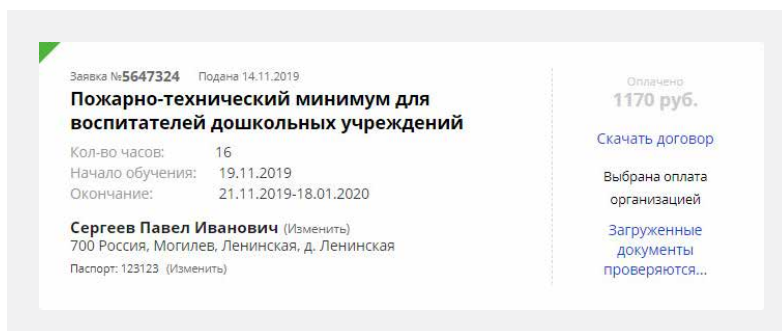 Заявка №5647324 Подана 14.11.2019
Пожарно-технический минимум для
воспитателей дошкольных учреждений
Кол-во часов: 16
Начало обучения: 19.11.2019
Окончание: 21.11.2019-18.01.2020
Сергеев Павел Иванович (Изменить)
700 Россия, Могилев, Ленинская, д. Ленинская
Паспорт: 123123 (Изменить)
Оплачено
1170 руб.
Скачать договор
Выбрана оплата
организацией
Загруженные
документы
проверяются...